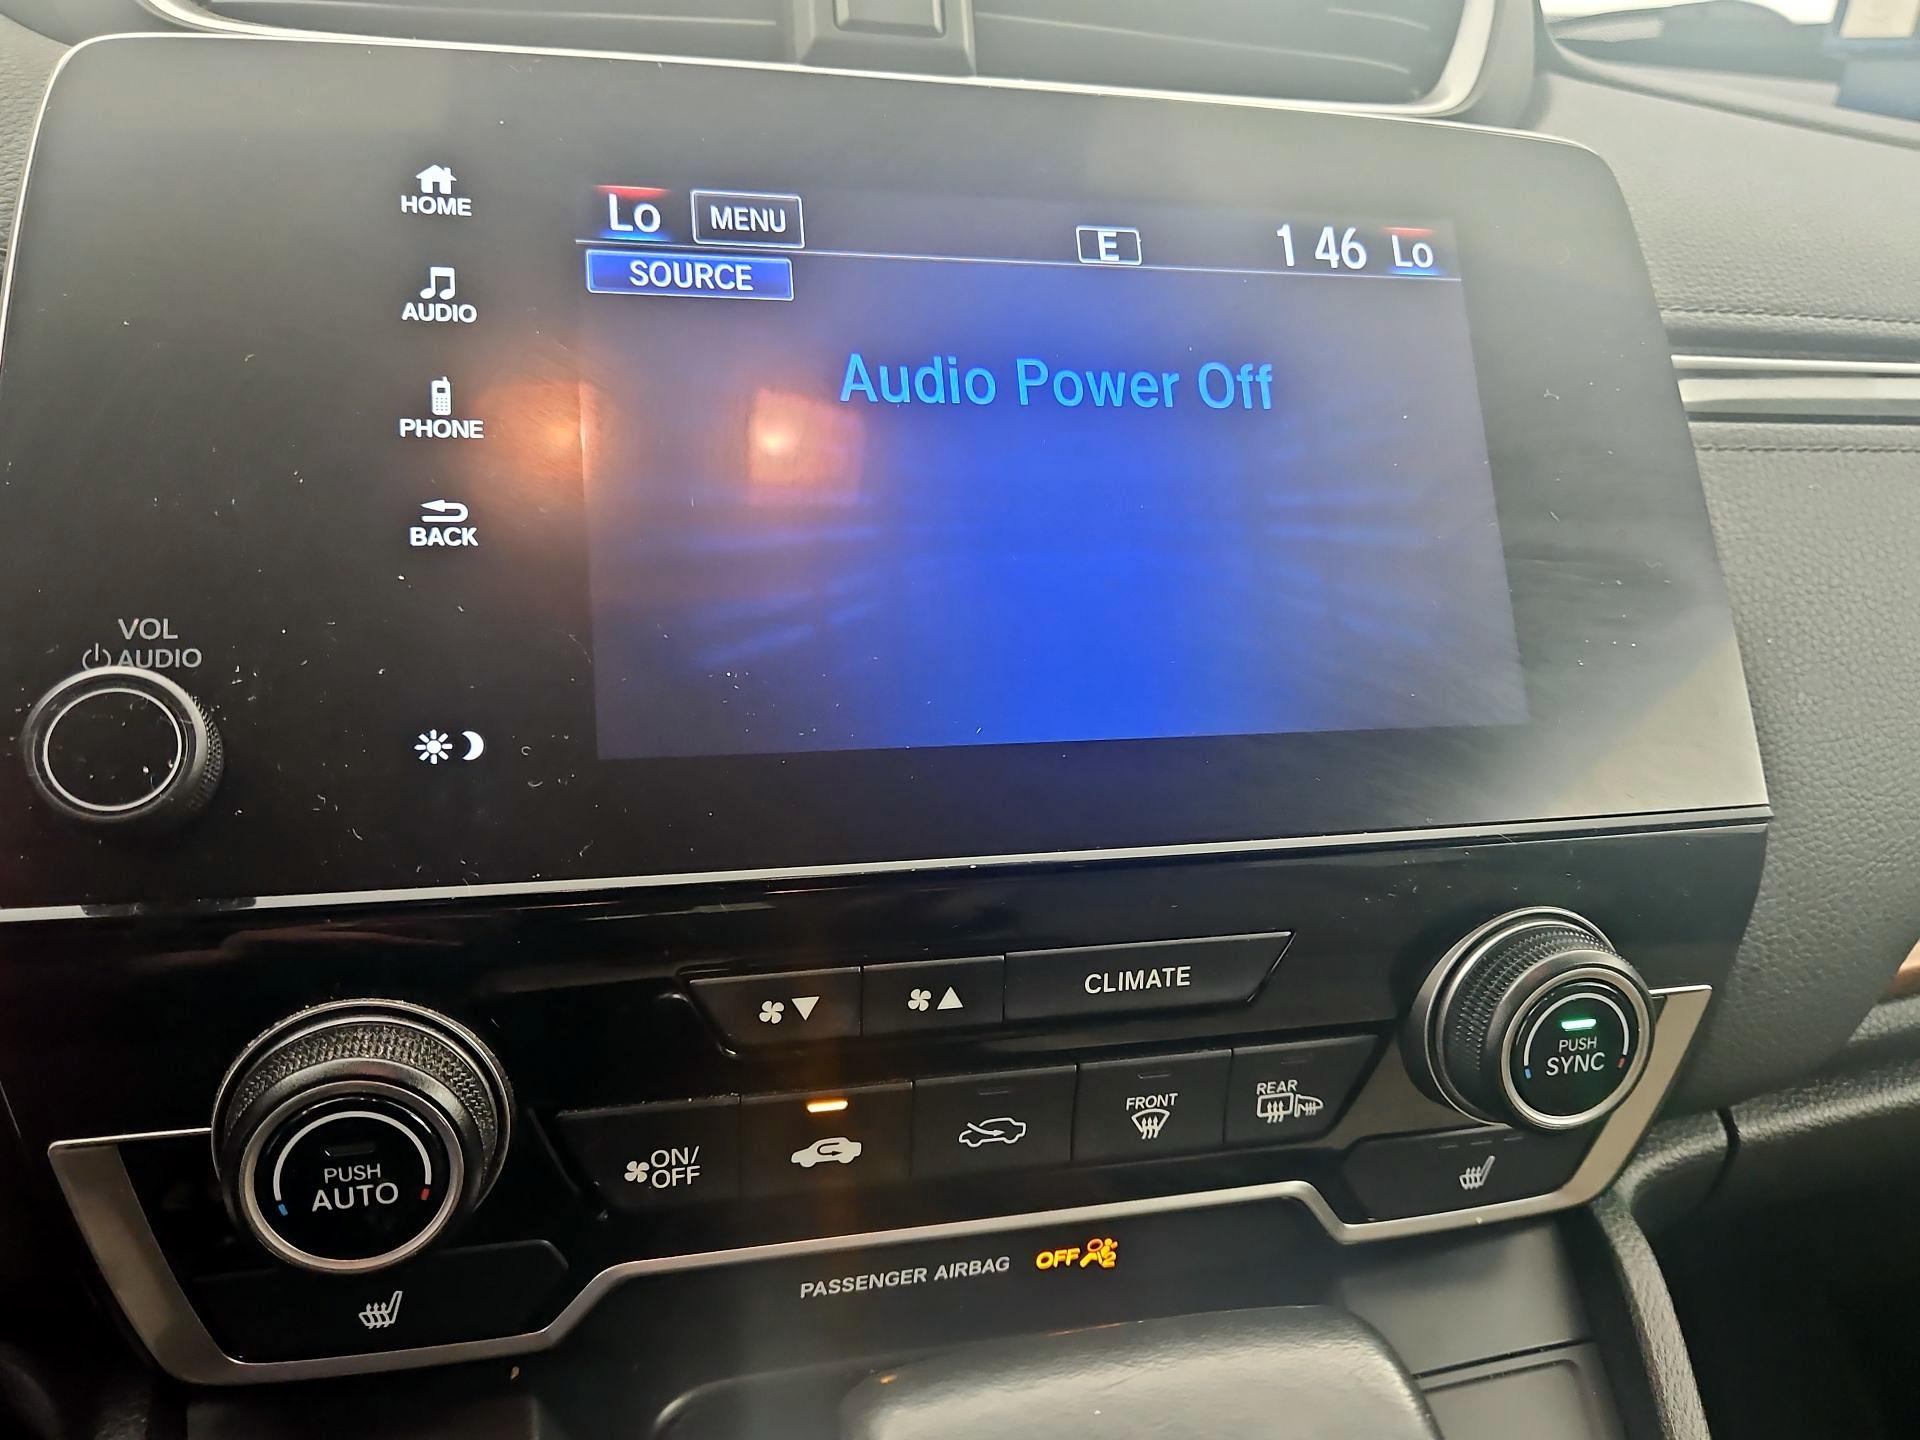 HOME
Lo MENU E 1 46 Lo
SOURCE
AUDIO
Audio Power Off
PHONE
BACK
VOL
AUDIO
CLIMATE
PUSH
SYNC
FRONT
REAR
ON/
OFF
PUSH
AUTO
PASSENGER AIRBAG OFF